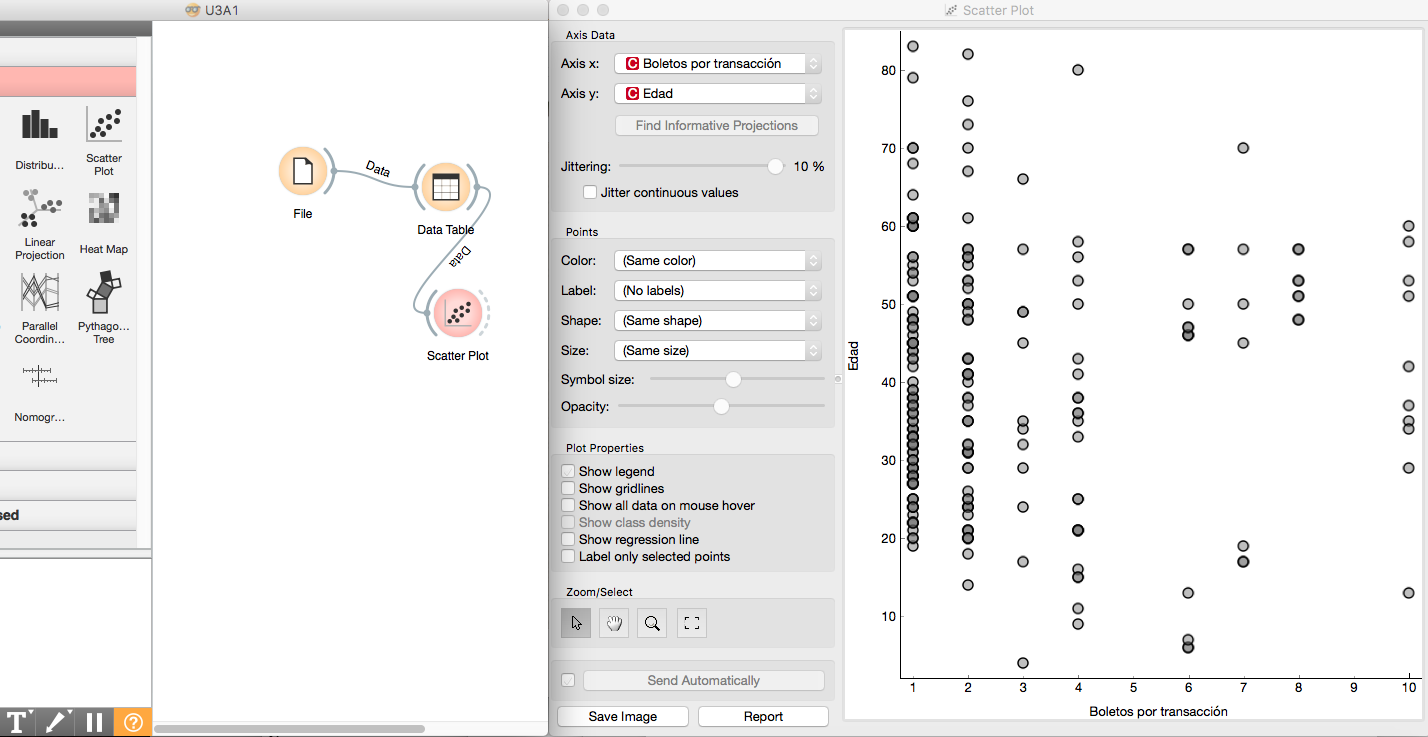 U3A1
Distribu...
Scatter
Plot
Linear
Projection
Heat Map
Parallel
Coordin...
Pythago...
Tree
Nomogr...
sed
T
?
File
Data
Data Table
Data
Scatter Plot
Scatter Plot
Axis Data
Axis x: C Boletos por transacción
Axis y: C Edad
Find Informative Projections
Jittering: 10 %
Jitter continuous values
Points
Color: (Same color)
Label: (No labels)
Shape: (Same shape)
Size: (Same size)
Symbol size:
Opacity:
Plot Properties
Show legend
Show gridlines
Show all data on mouse hover
Show class density
Show regression line
Label only selected points
Zoom/Select
Send Automatically
Save Image Report
80
70
60
50
40
30
20
10
Edad
1 2 3 4 5 6 7 8 9 10
Boletos por transacción